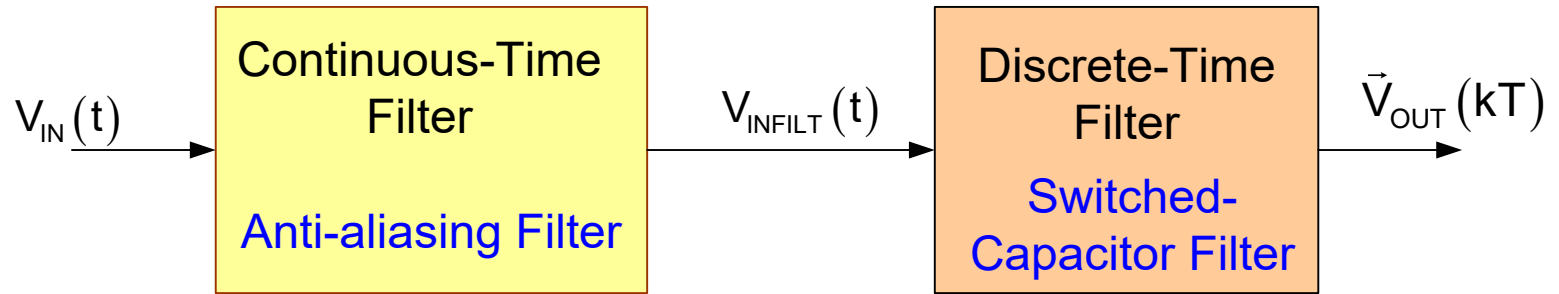 V_IN(t)
Continuous-Time
Filter
Anti-aliasing Filter
V_INFILT(t)
Discrete-Time
Filter
Switched-
Capacitor Filter
V⃗_OUT(kT)